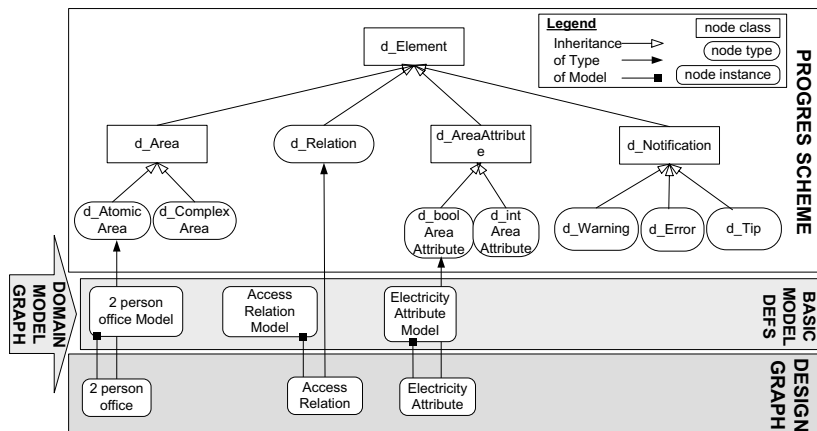 Legend
Inheritance
of Type
of Model
node class
node type
node instance
d_Element
d_Area
d_Relation
d_AreaAttribut
e
d_Notification
d_Atomic
Area
d_Complex
Area
d_bool
Area
Attribute
d_int
Area
Attribute
d_Warning
d_Error
d_Tip
PROGRES SCHEME
DOMAIN
MODEL
GRAPH
2 person
office Model
Access
Relation
Model
Electricity
Attribute
Model
BASIC
MODEL
DEFS
2 person
office
Access
Relation
Electricity
Attribute
DESIGN
GRAPH